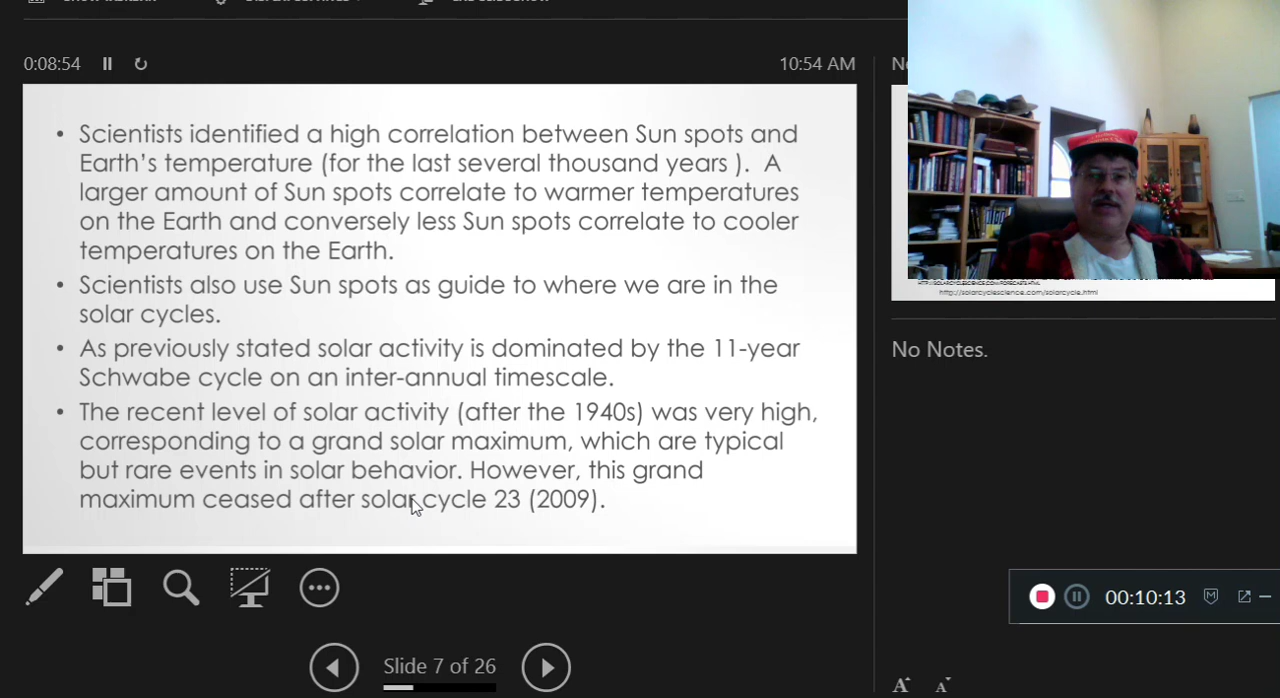 0:08:54
10:54 AM
No
• Scientists identified a high correlation between Sun spots and
Earth's temperature (for the last several thousand years ). A
larger amount of Sun spots correlate to warmer temperatures
on the Earth and conversely less Sun spots correlate to cooler
temperatures on the Earth.
• Scientists also use Sun spots as guide to where we are in the
solar cycles.
• As previously stated solar activity is dominated by the 11-year
Schwabe cycle on an inter-annual timescale.
• The recent level of solar activity (after the 1940s) was very high,
corresponding to a grand solar maximum, which are typical
but rare events in solar behavior. However, this grand
maximum ceased after solar cycle 23 (2009).
http://solarcyclescience.com/solarcycle.html
No Notes.
00:10:13
Slide 7 of 26
A A